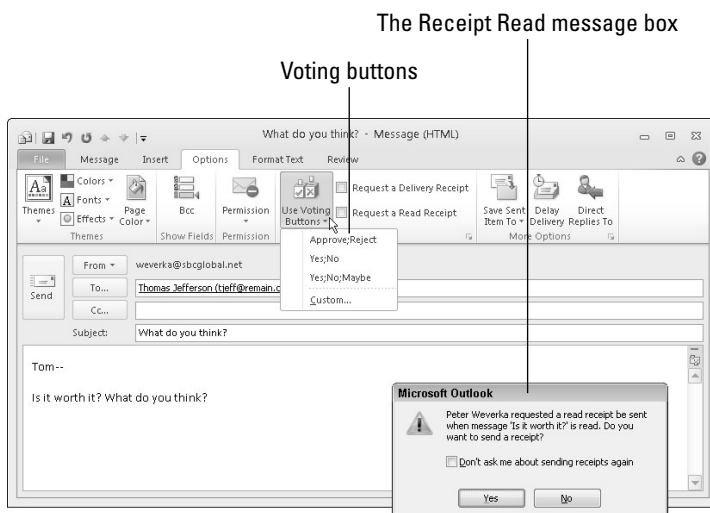 The Receipt Read message box
Voting buttons
What do you think? - Message (HTML)
File Message Insert Options Format Text Review
Aa
Themes
Colors
A Fonts
Effects
Page Color
Bcc
Permission
Use Voting Buttons
Request a Delivery Receipt
Request a Read Receipt
Save Sent Item To
Delay Delivery
Direct Replies To
Themes Show Fields Permission More Options
Approve;Reject
Yes;No
Yes;No;Maybe
Custom...
Send
From weverka@sbcglobal.net
To... Thomas Jefferson (tjeff@remain.c
Cc...
Subject: What do you think?
Tom--
Is it worth it? What do you think?
Microsoft Outlook
Peter Weverka requested a read receipt be sent
when message 'Is it worth it?' is read. Do you
want to send a receipt?
Don't ask me about sending receipts again
Yes No